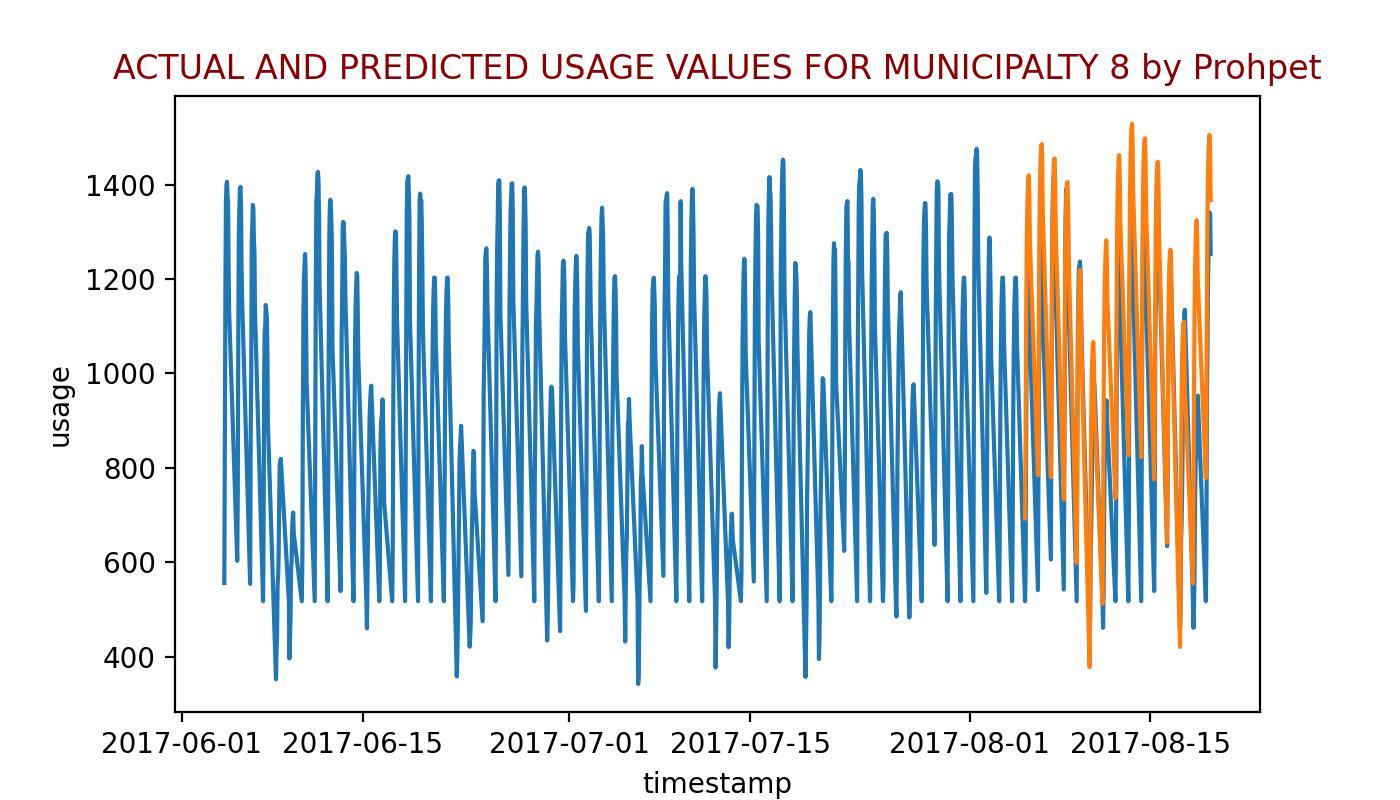 ACTUAL AND PREDICTED USAGE VALUES FOR MUNICIPALTY 8 by Prohpet
1400
1200
1000
800
600
400
usage
2017-06-01 2017-06-15 2017-07-01 2017-07-15 2017-08-01 2017-08-15
timestamp